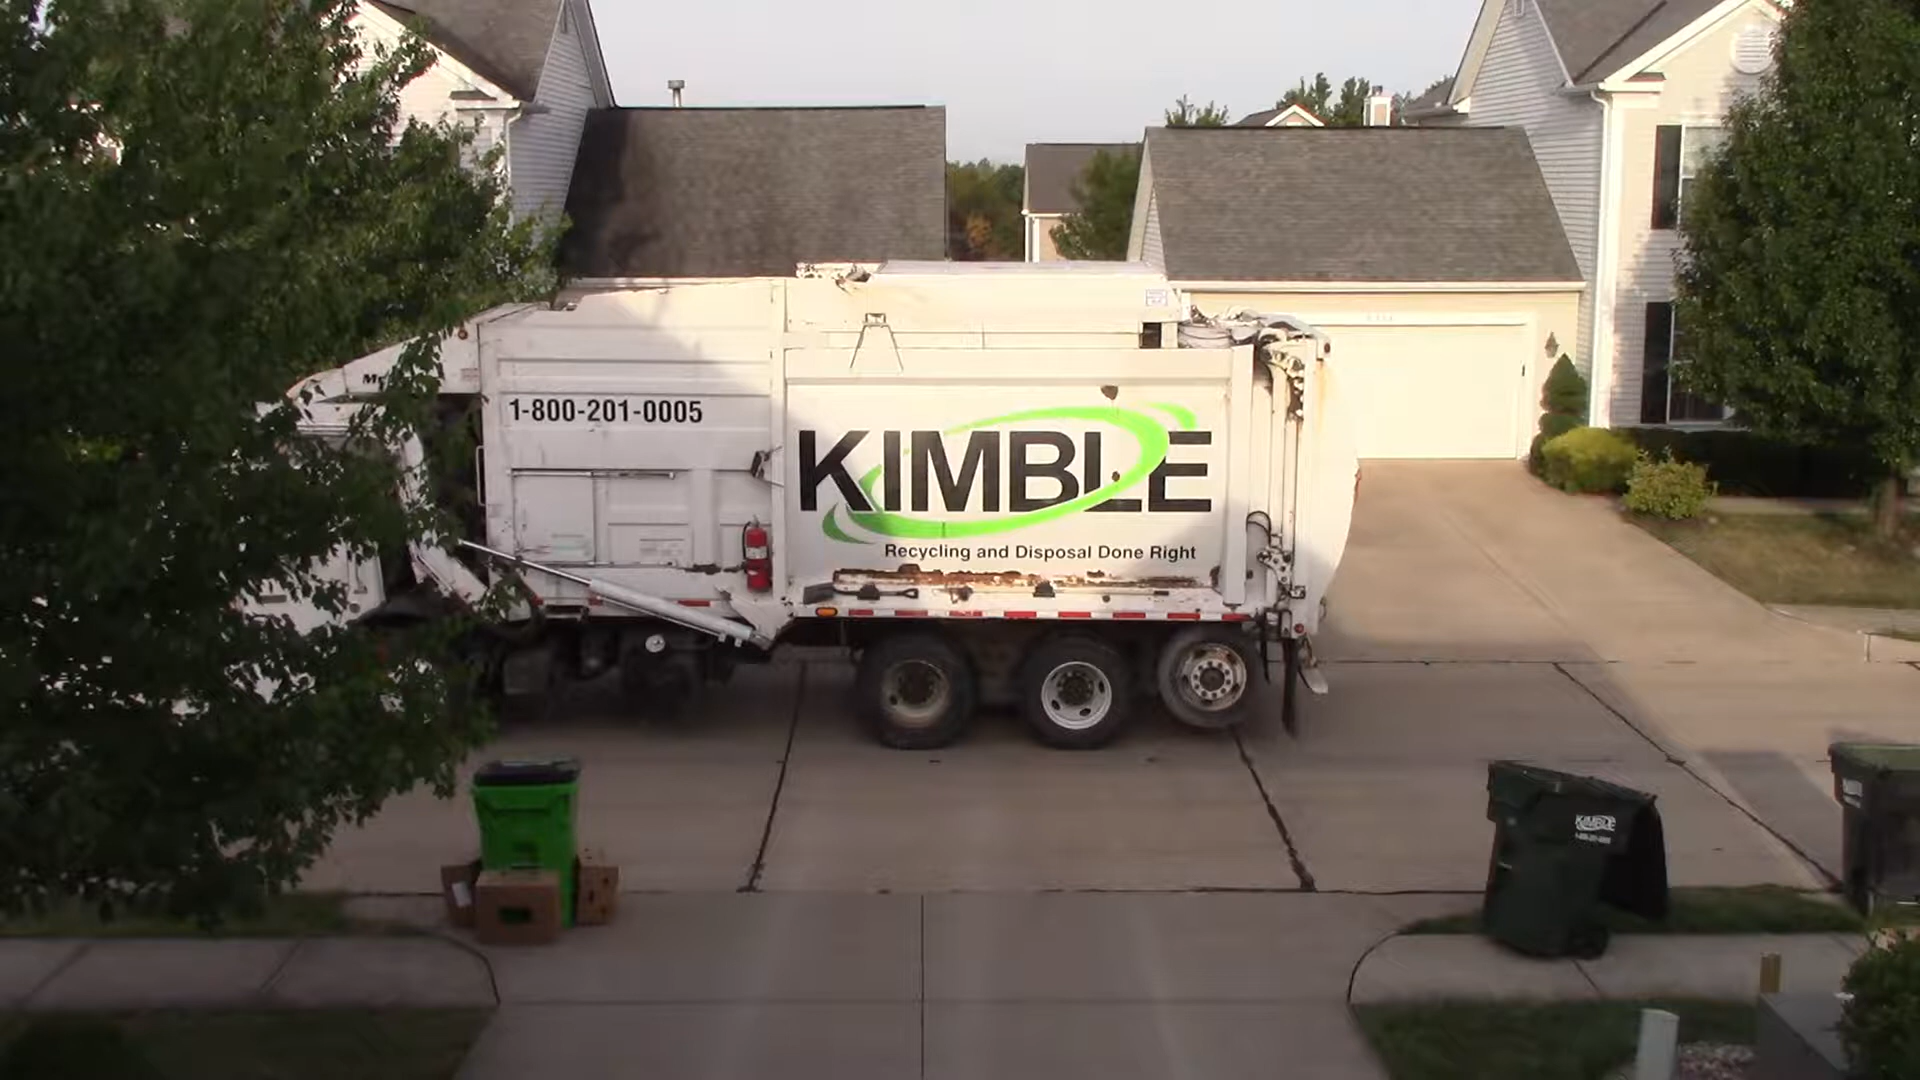 1-800-201-0005
KIMBLE
Recycling and Disposal Done Right
KIMBLE